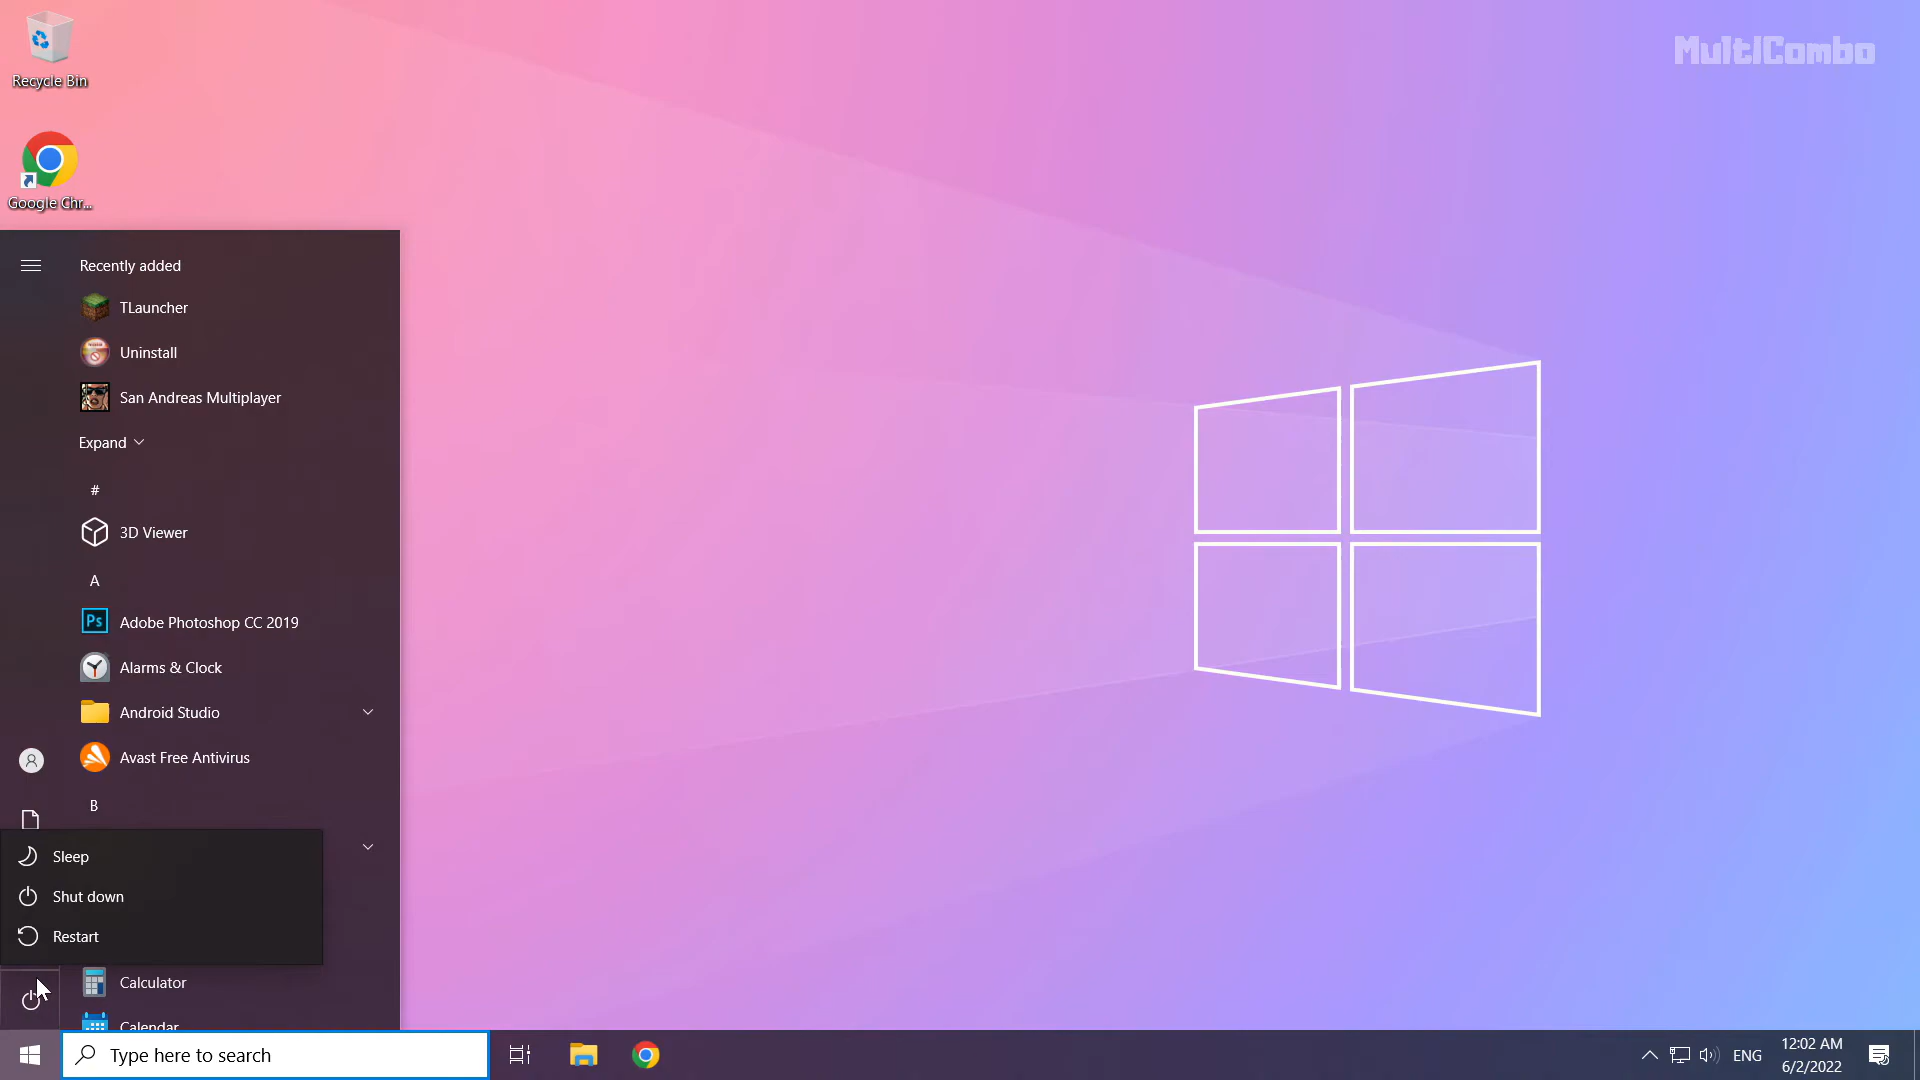 Recycle Bin
MultiCombo
Google Chr...
Recently added
TLauncher
Uninstall
San Andreas Multiplayer
Expand
#
3D Viewer
A
Ps
Adobe Photoshop CC 2019
Alarms & Clock
Android Studio
Avast Free Antivirus
B
Sleep
Shut down
Restart
Calculator
Calendar
Type here to search
ENG
12:02 AM
6/2/2022